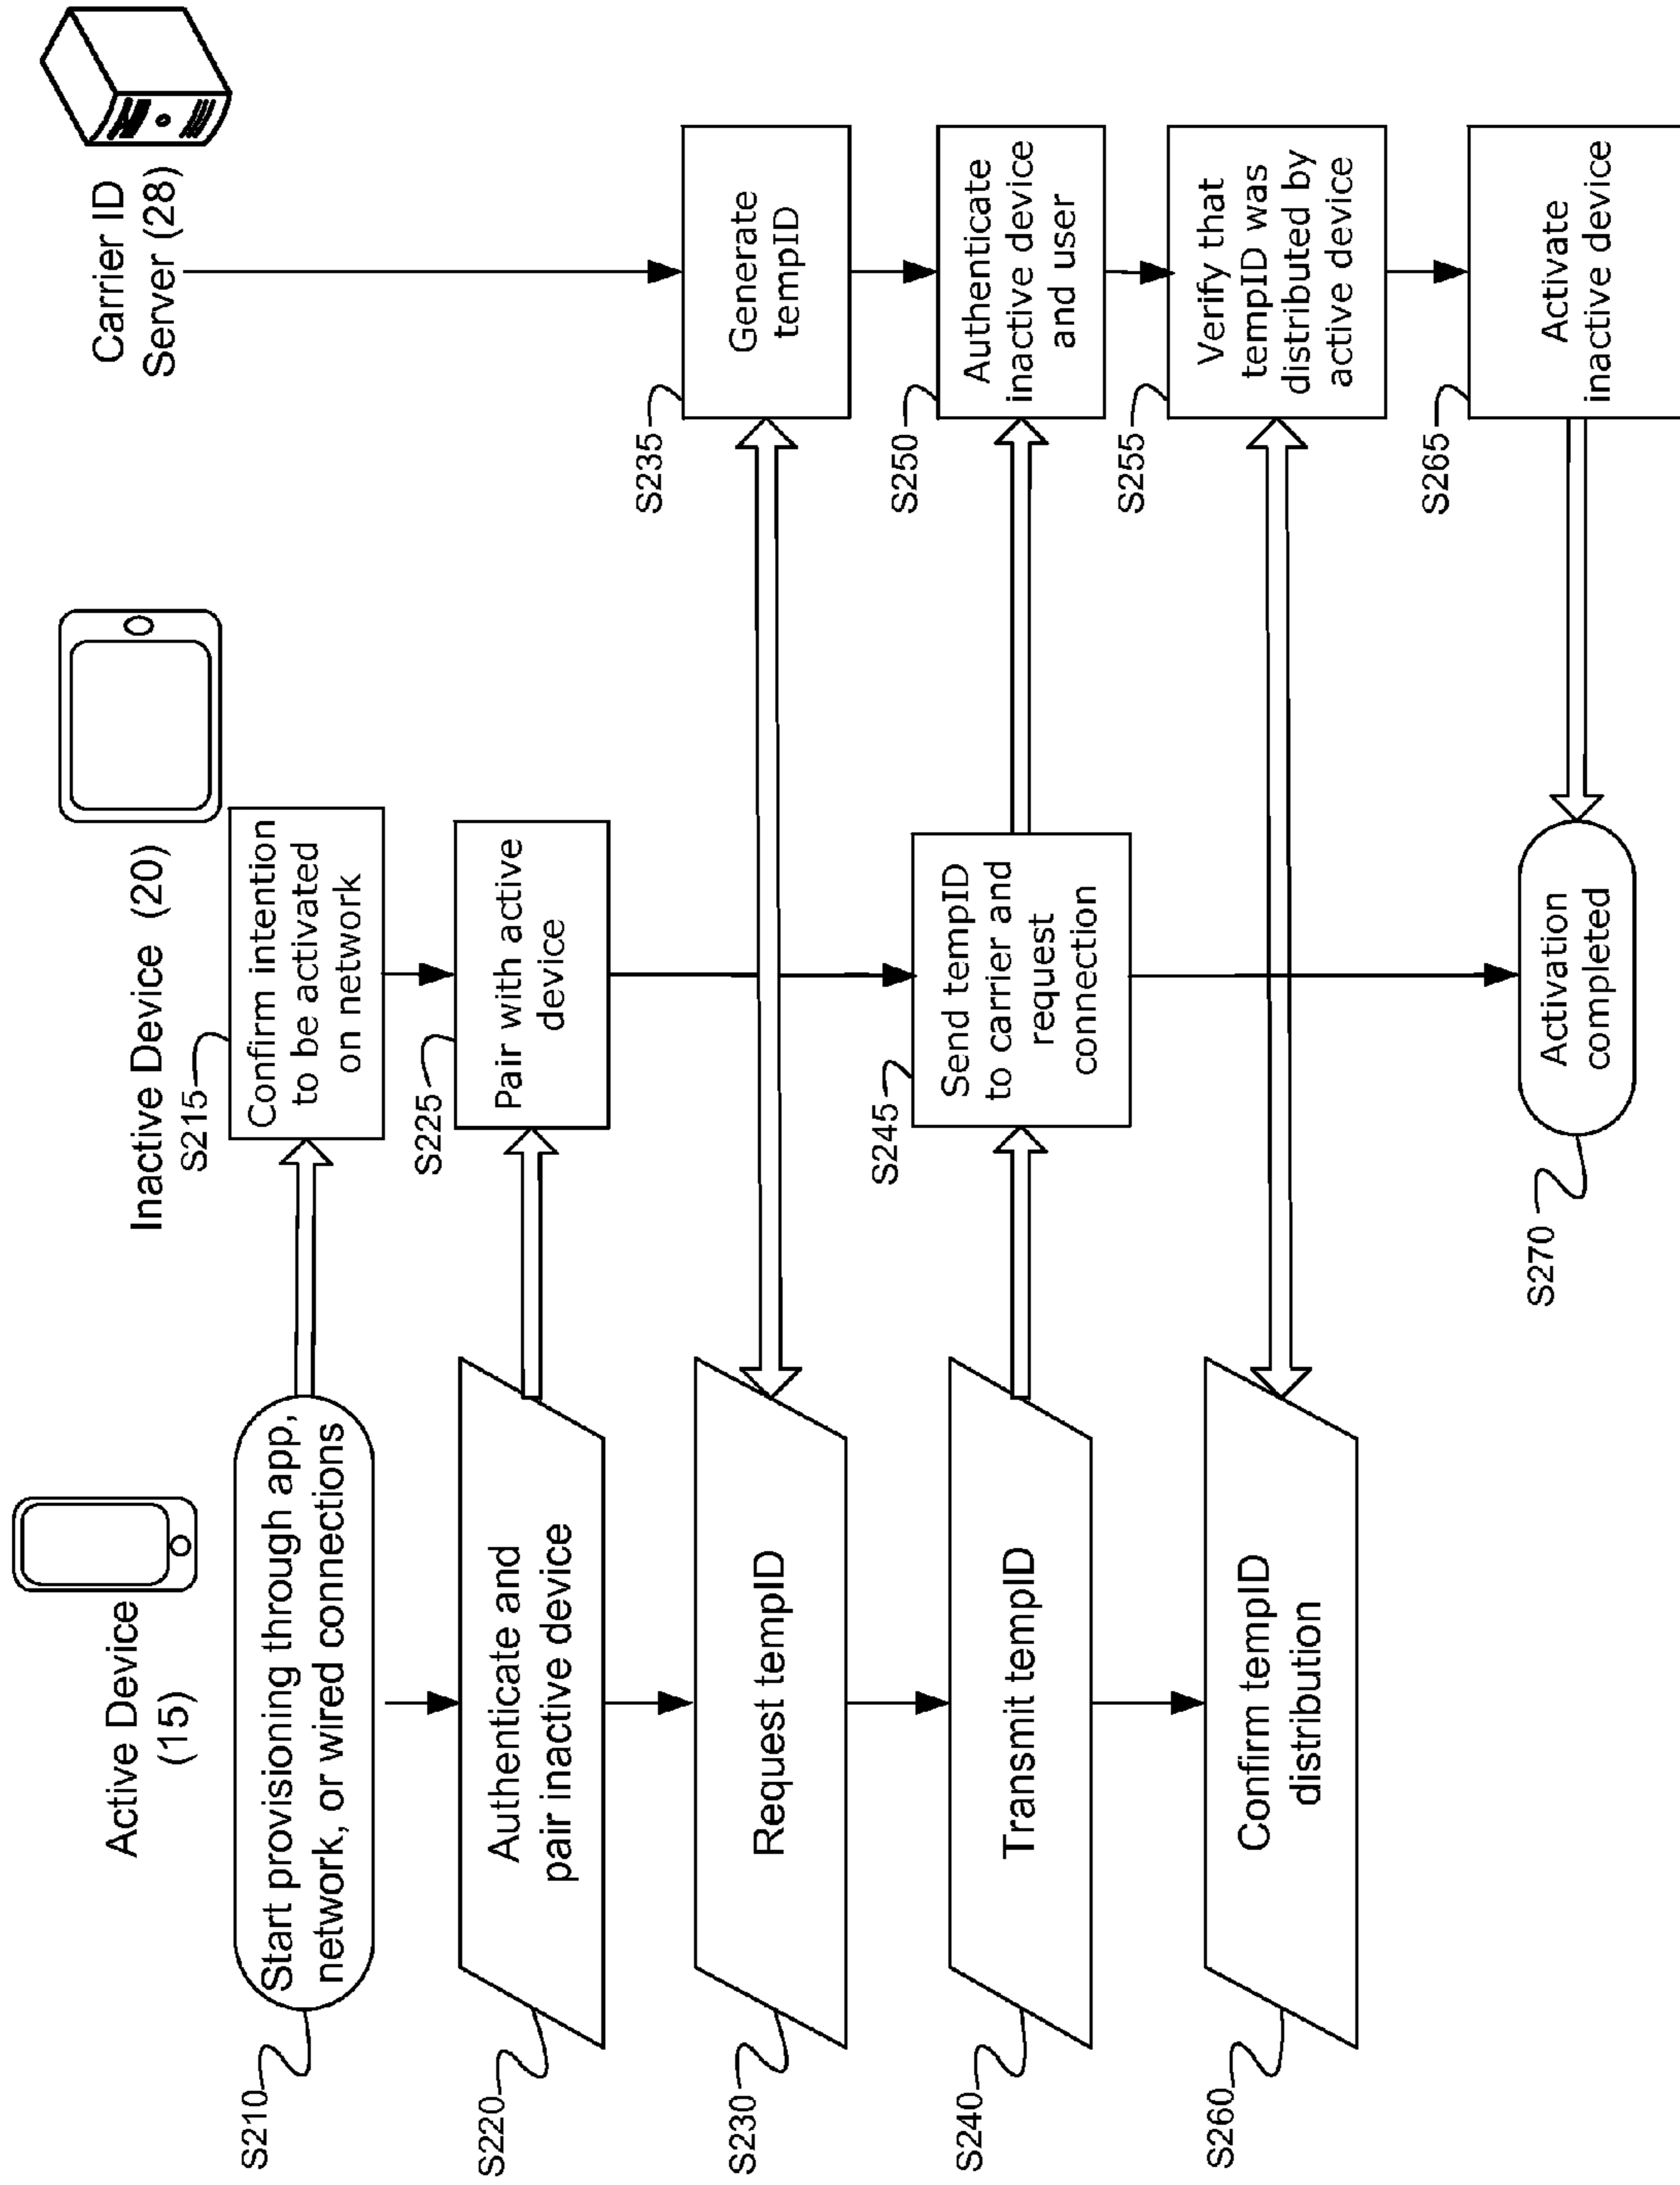 Active Device
(15)
Inactive Device (20)
Carrier ID
Server (28)
S210
Start provisioning through app,
network, or wired connections
S215
Confirm intention
to be activated
on network
S220
Authenticate and
pair inactive device
S225
Pair with active
device
S230
Request tempID
S235
Generate
tempID
S240
Transmit tempID
S245
Send tempID
to carrier and
request
connection
S250
Authenticate
inactive device
and user
S260
Confirm tempID
distribution
S255
Verify that
tempID was
distributed by
active device
S265
Activate
inactive device
S270
Activation
completed